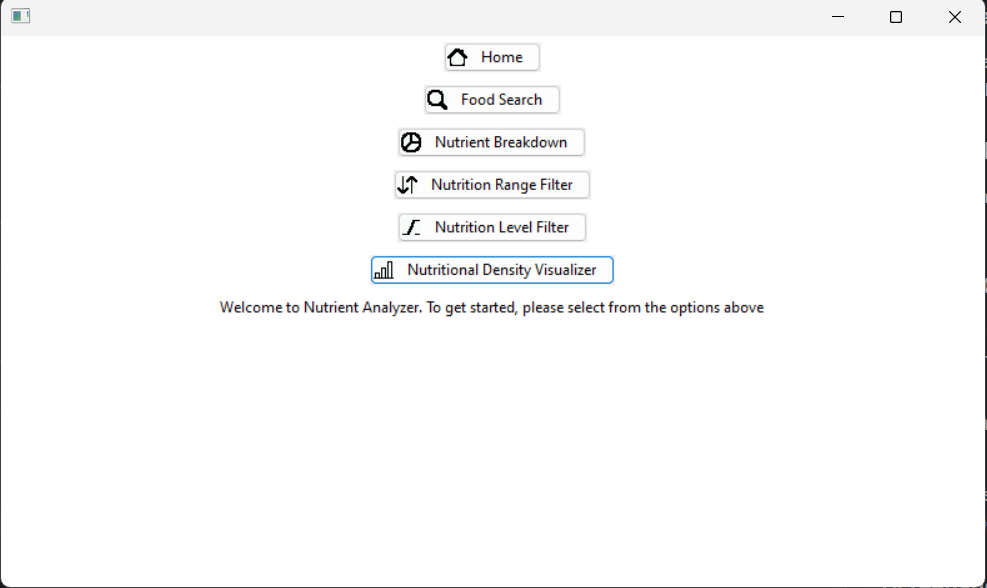 Home
Food Search
Nutrient Breakdown
Nutrition Range Filter
Nutrition Level Filter
Nutritional Density Visualizer
Welcome to Nutrient Analyzer. To get started, please select from the options above